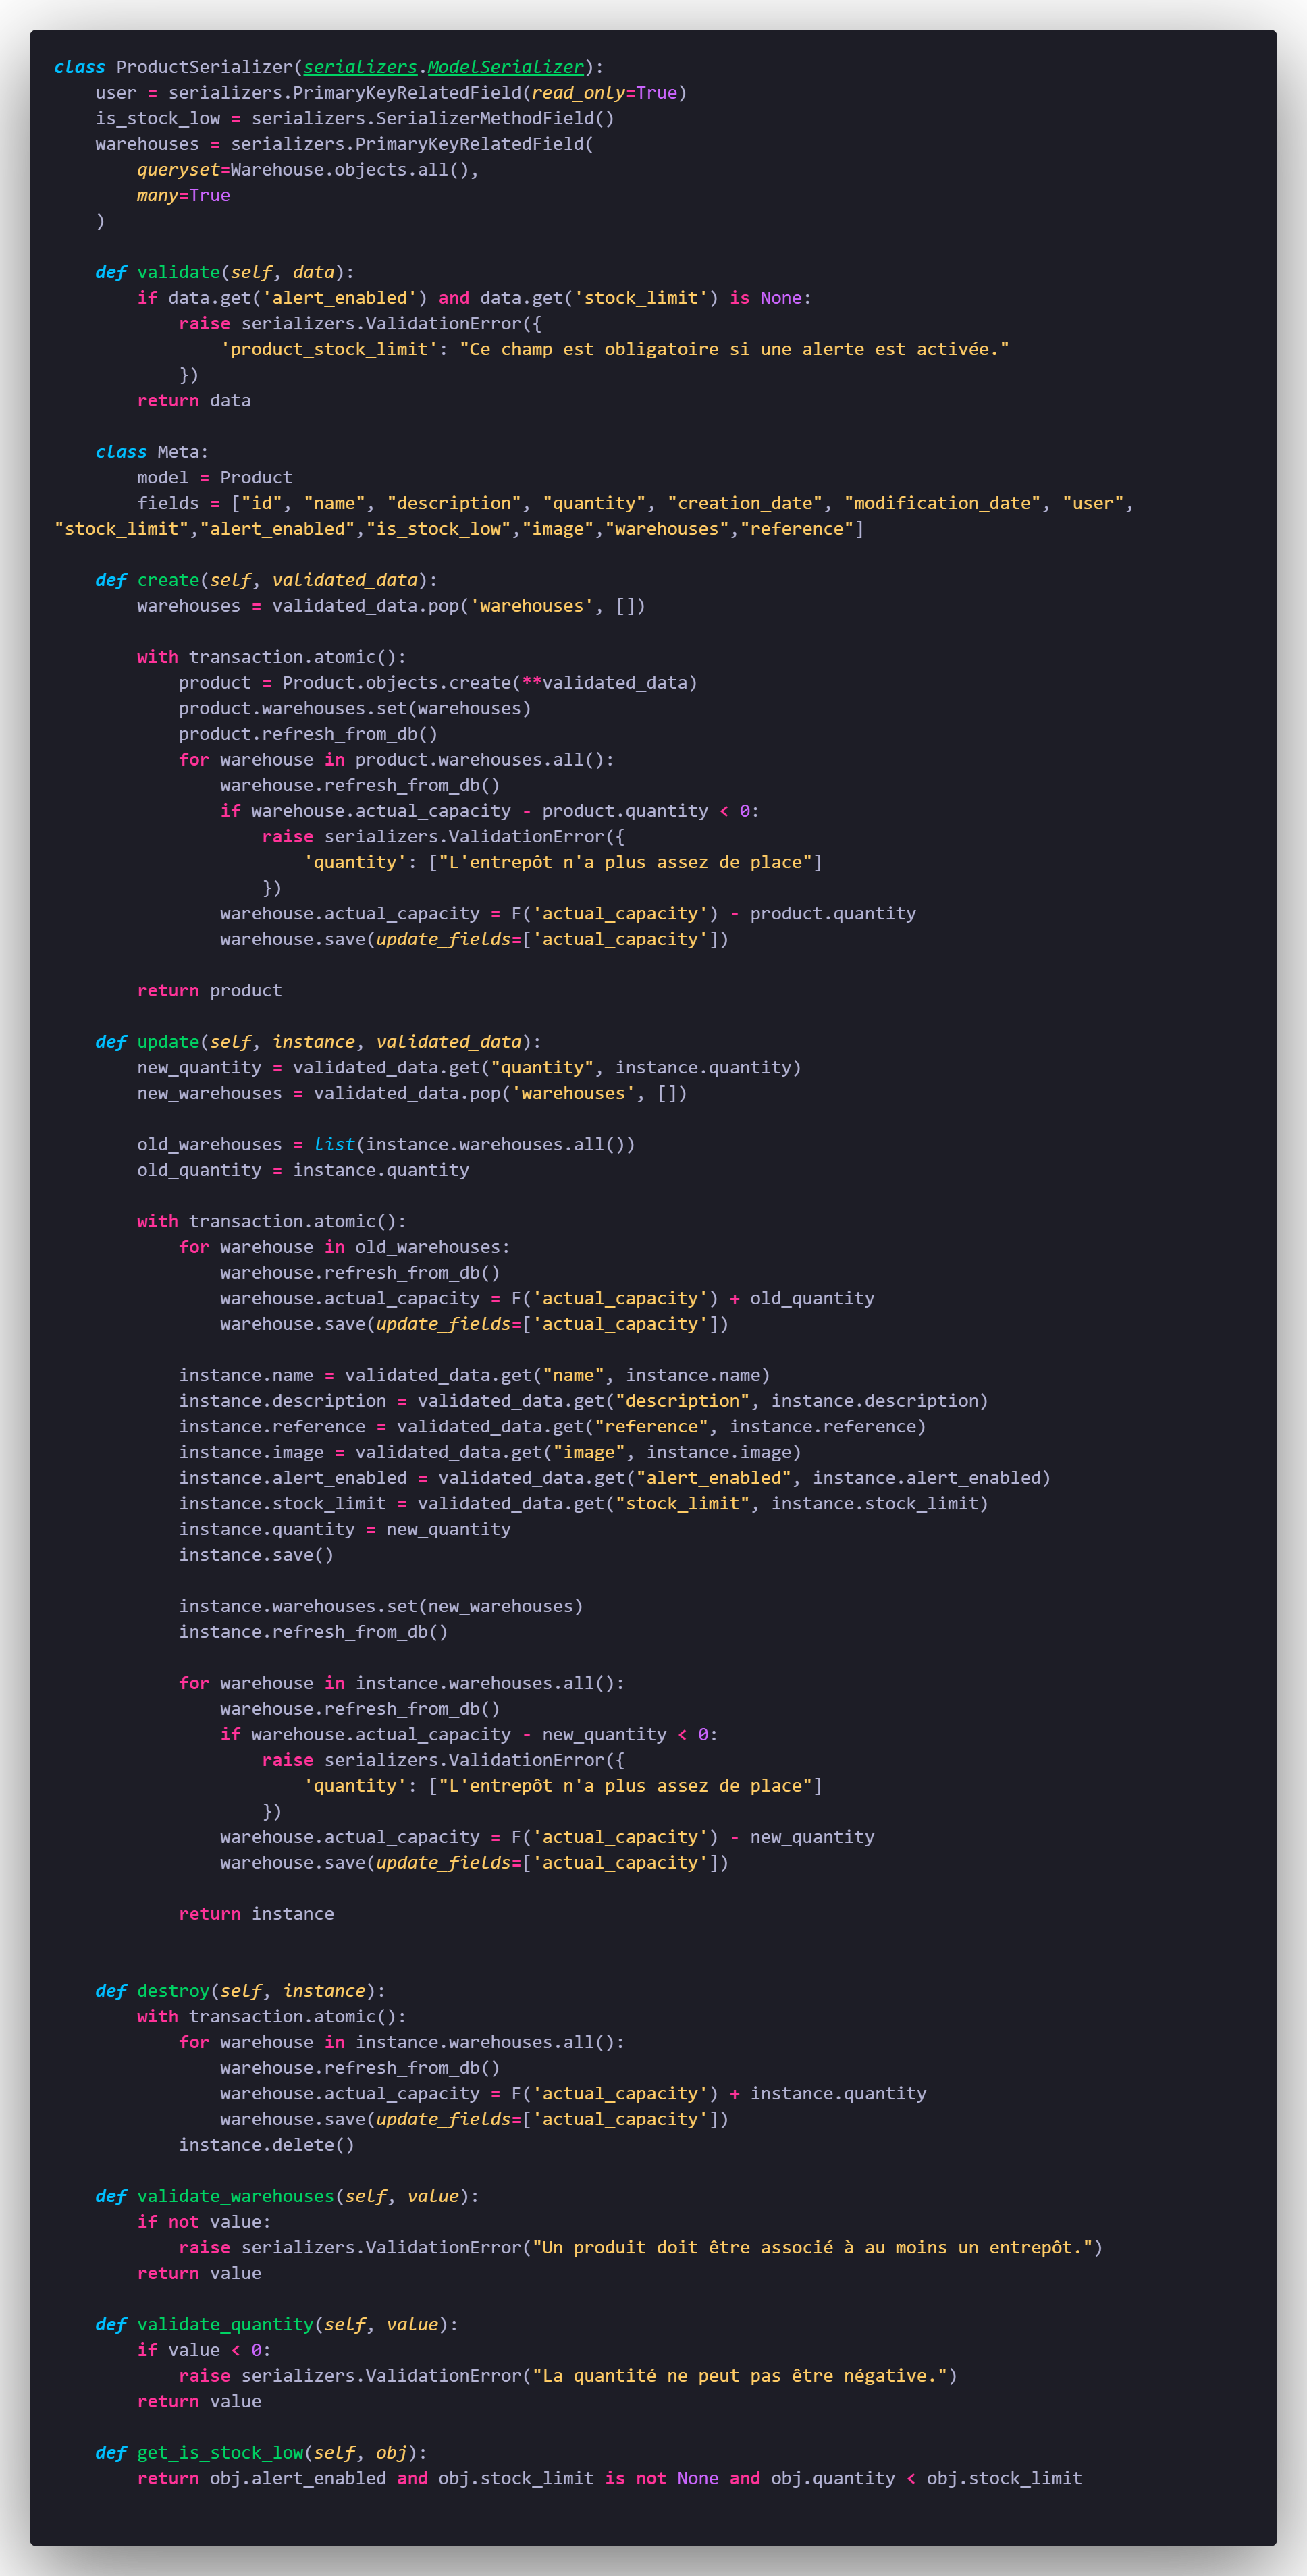 class ProductSerializer(serializers.ModelSerializer):
    user = serializers.PrimaryKeyRelatedField(read_only=True)
    is_stock_low = serializers.SerializerMethodField()
    warehouses = serializers.PrimaryKeyRelatedField(
        queryset=Warehouse.objects.all(),
        many=True
    )

    def validate(self, data):
        if data.get('alert_enabled') and data.get('stock_limit') is None:
            raise serializers.ValidationError({
                'product_stock_limit': "Ce champ est obligatoire si une alerte est activée."
            })
        return data

    class Meta:
        model = Product
        fields = ["id", "name", "description", "quantity", "creation_date", "modification_date", "user",
"stock_limit","alert_enabled","is_stock_low","image","warehouses","reference"]

    def create(self, validated_data):
        warehouses = validated_data.pop('warehouses', [])

        with transaction.atomic():
            product = Product.objects.create(**validated_data)
            product.warehouses.set(warehouses)
            product.refresh_from_db()
            for warehouse in product.warehouses.all():
                warehouse.refresh_from_db()
                if warehouse.actual_capacity - product.quantity < 0:
                    raise serializers.ValidationError({
                        'quantity': ["L'entrepôt n'a plus assez de place"]
                    })
                warehouse.actual_capacity = F('actual_capacity') - product.quantity
                warehouse.save(update_fields=['actual_capacity'])

        return product

    def update(self, instance, validated_data):
        new_quantity = validated_data.get("quantity", instance.quantity)
        new_warehouses = validated_data.pop('warehouses', [])

        old_warehouses = list(instance.warehouses.all())
        old_quantity = instance.quantity

        with transaction.atomic():
            for warehouse in old_warehouses:
                warehouse.refresh_from_db()
                warehouse.actual_capacity = F('actual_capacity') + old_quantity
                warehouse.save(update_fields=['actual_capacity'])

            instance.name = validated_data.get("name", instance.name)
            instance.description = validated_data.get("description", instance.description)
            instance.reference = validated_data.get("reference", instance.reference)
            instance.image = validated_data.get("image", instance.image)
            instance.alert_enabled = validated_data.get("alert_enabled", instance.alert_enabled)
            instance.stock_limit = validated_data.get("stock_limit", instance.stock_limit)
            instance.quantity = new_quantity
            instance.save()

            instance.warehouses.set(new_warehouses)
            instance.refresh_from_db()

            for warehouse in instance.warehouses.all():
                warehouse.refresh_from_db()
                if warehouse.actual_capacity - new_quantity < 0:
                    raise serializers.ValidationError({
                        'quantity': ["L'entrepôt n'a plus assez de place"]
                    })
                warehouse.actual_capacity = F('actual_capacity') - new_quantity
                warehouse.save(update_fields=['actual_capacity'])

            return instance


    def destroy(self, instance):
        with transaction.atomic():
            for warehouse in instance.warehouses.all():
                warehouse.refresh_from_db()
                warehouse.actual_capacity = F('actual_capacity') + instance.quantity
                warehouse.save(update_fields=['actual_capacity'])
            instance.delete()

    def validate_warehouses(self, value):
        if not value:
            raise serializers.ValidationError("Un produit doit être associé à au moins un entrepôt.")
        return value

    def validate_quantity(self, value):
        if value < 0:
            raise serializers.ValidationError("La quantité ne peut pas être négative.")
        return value

    def get_is_stock_low(self, obj):
        return obj.alert_enabled and obj.stock_limit is not None and obj.quantity < obj.stock_limit